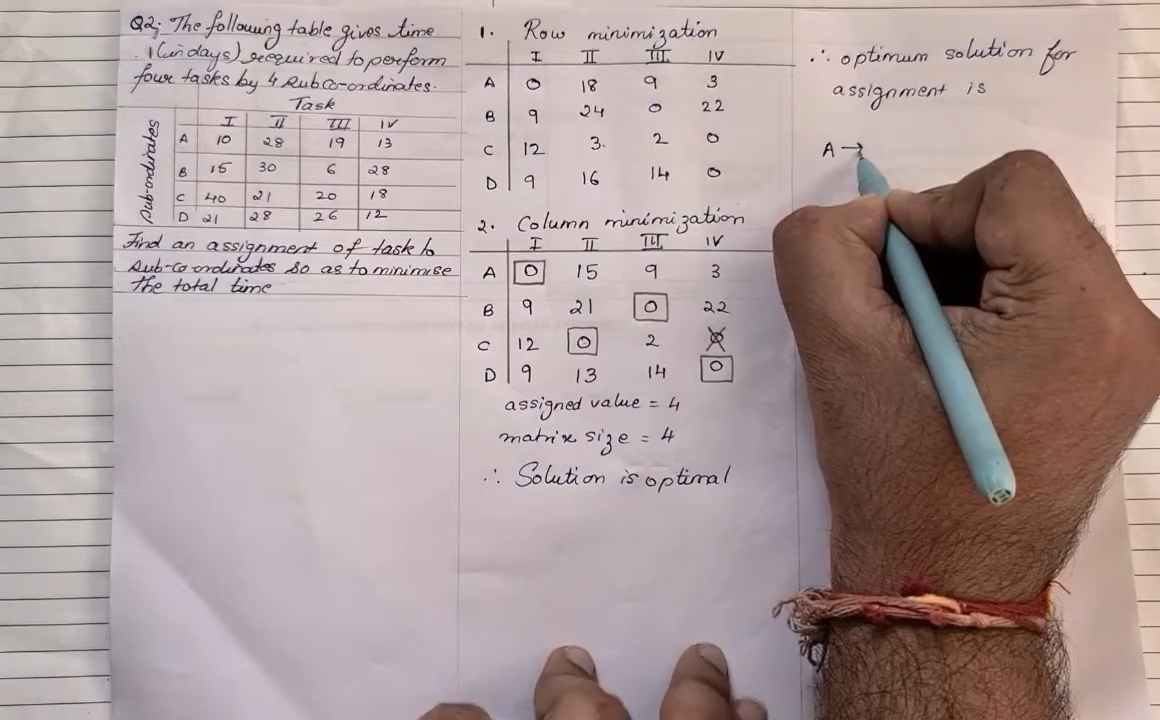 Q2; The following table gives time
(in days) required to perform
four tasks by 4 subco-ordinates.
Task
Sub-ordinates
I II III IV
A 10 28 19 13
B 15 30 6 28
C 40 21 20 18
D 21 28 26 12
Find an assignment of task to
sub-co ordinates so as to minimise
the total time
1. Row minimization
I II III IV
A 0 18 9 3
B 9 24 0 22
C 12 3. 2 0
D 9 16 14 0
2. Column minimization
I II III IV
A 0 15 9 3
B 9 21 0 22
C 12 0 2 0
D 9 13 14 0
assigned value = 4
matrix size = 4
∴ Solution is optimal
∴ optimum solution for
assignment is
A →